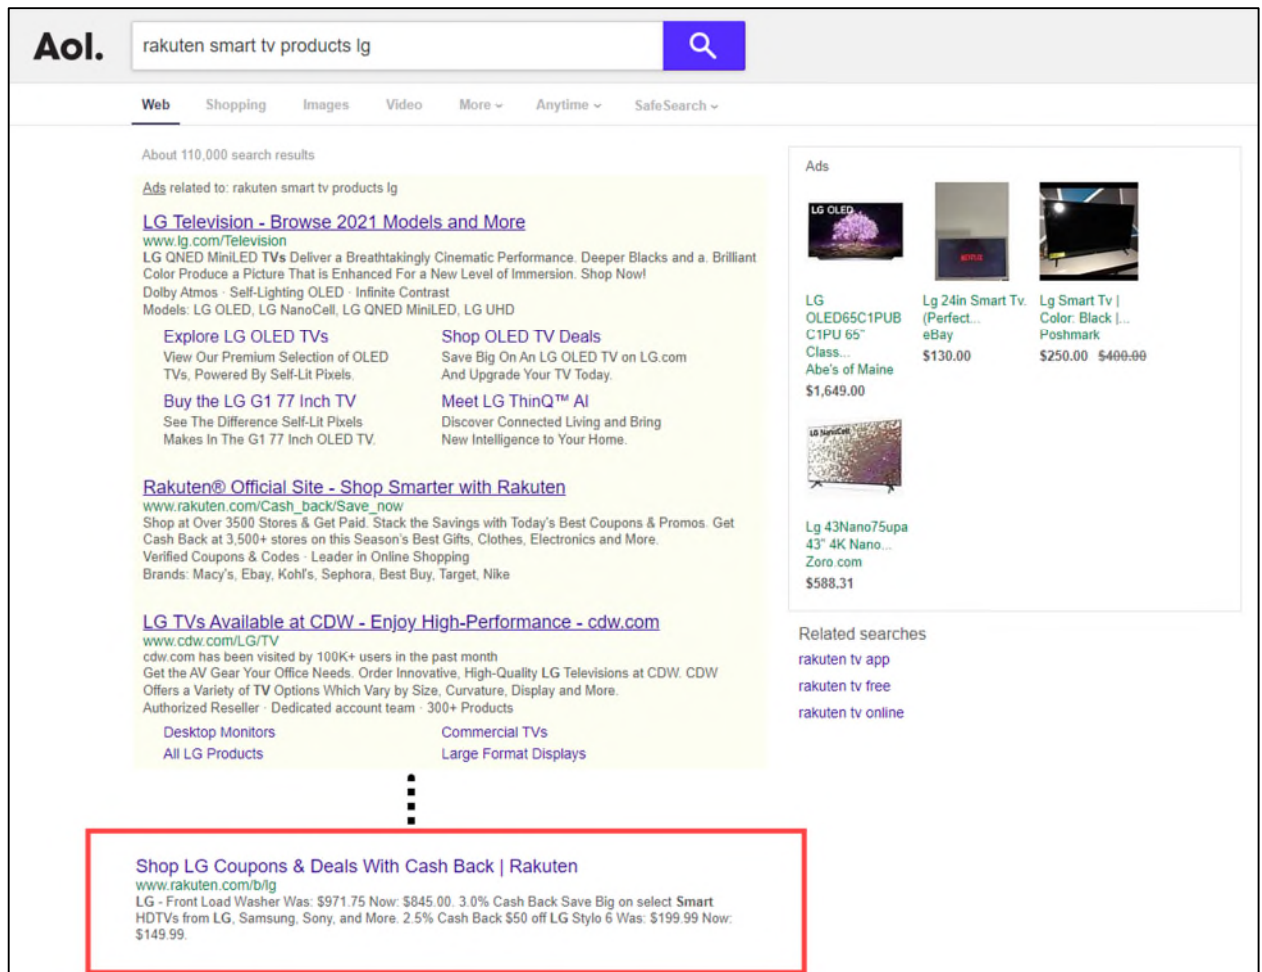 Aol.
rakuten smart tv products lg
Web Shopping Images Video More Anytime SafeSearch
About 110,000 search results
Ads related to: rakuten smart tv products lg
LG Television - Browse 2021 Models and More
www.lg.com/Television
LG QNED MiniLED TVs Deliver a Breathtakingly Cinematic Performance. Deeper Blacks and a. Brilliant
Color Produce a Picture That is Enhanced For a New Level of Immersion. Shop Now!
Dolby Atmos · Self-Lighting OLED · Infinite Contrast
Models: LG OLED, LG NanoCell, LG QNED MiniLED, LG UHD
Explore LG OLED TVs
View Our Premium Selection of OLED
TVs, Powered By Self-Lit Pixels.
Shop OLED TV Deals
Save Big On An LG OLED TV on LG.com
And Upgrade Your TV Today.
Buy the LG G1 77 Inch TV
See The Difference Self-Lit Pixels
Makes In The G1 77 Inch OLED TV.
Meet LG ThinQ™ AI
Discover Connected Living and Bring
New Intelligence to Your Home.
Rakuten® Official Site - Shop Smarter with Rakuten
www.rakuten.com/Cash_back/Save_now
Shop at Over 3500 Stores & Get Paid. Stack the Savings with Today's Best Coupons & Promos. Get
Cash Back at 3,500+ stores on this Season's Best Gifts, Clothes, Electronics and More.
Verified Coupons & Codes · Leader in Online Shopping
Brands: Macy's, Ebay, Kohl's, Sephora, Best Buy, Target, Nike
LG TVs Available at CDW - Enjoy High-Performance - cdw.com
www.cdw.com/LG/TV
cdw.com has been visited by 100K+ users in the past month
Get the AV Gear Your Office Needs. Order Innovative, High-Quality LG Televisions at CDW. CDW
Offers a Variety of TV Options Which Vary by Size, Curvature, Display and More.
Authorized Reseller · Dedicated account team · 300+ Products
Desktop Monitors
Commercial TVs
All LG Products
Large Format Displays
Ads
LG OLED
LG
OLED65C1PUB
C1PU 65"
Class...
Abe's of Maine
$1,649.00
NETFLIX
Lg 24in Smart Tv.
(Perfect...
eBay
$130.00
Lg Smart Tv |
Color: Black |...
Poshmark
$250.00 $400.00
LG NanoCell
Lg 43Nano75upa
43" 4K Nano...
Zoro.com
$588.31
Related searches
rakuten tv app
rakuten tv free
rakuten tv online
Shop LG Coupons & Deals With Cash Back | Rakuten
www.rakuten.com/b/lg
LG - Front Load Washer Was: $971.75 Now: $845.00. 3.0% Cash Back Save Big on select Smart
HDTVs from LG, Samsung, Sony, and More. 2.5% Cash Back $50 off LG Stylo 6 Was: $199.99 Now:
$149.99.